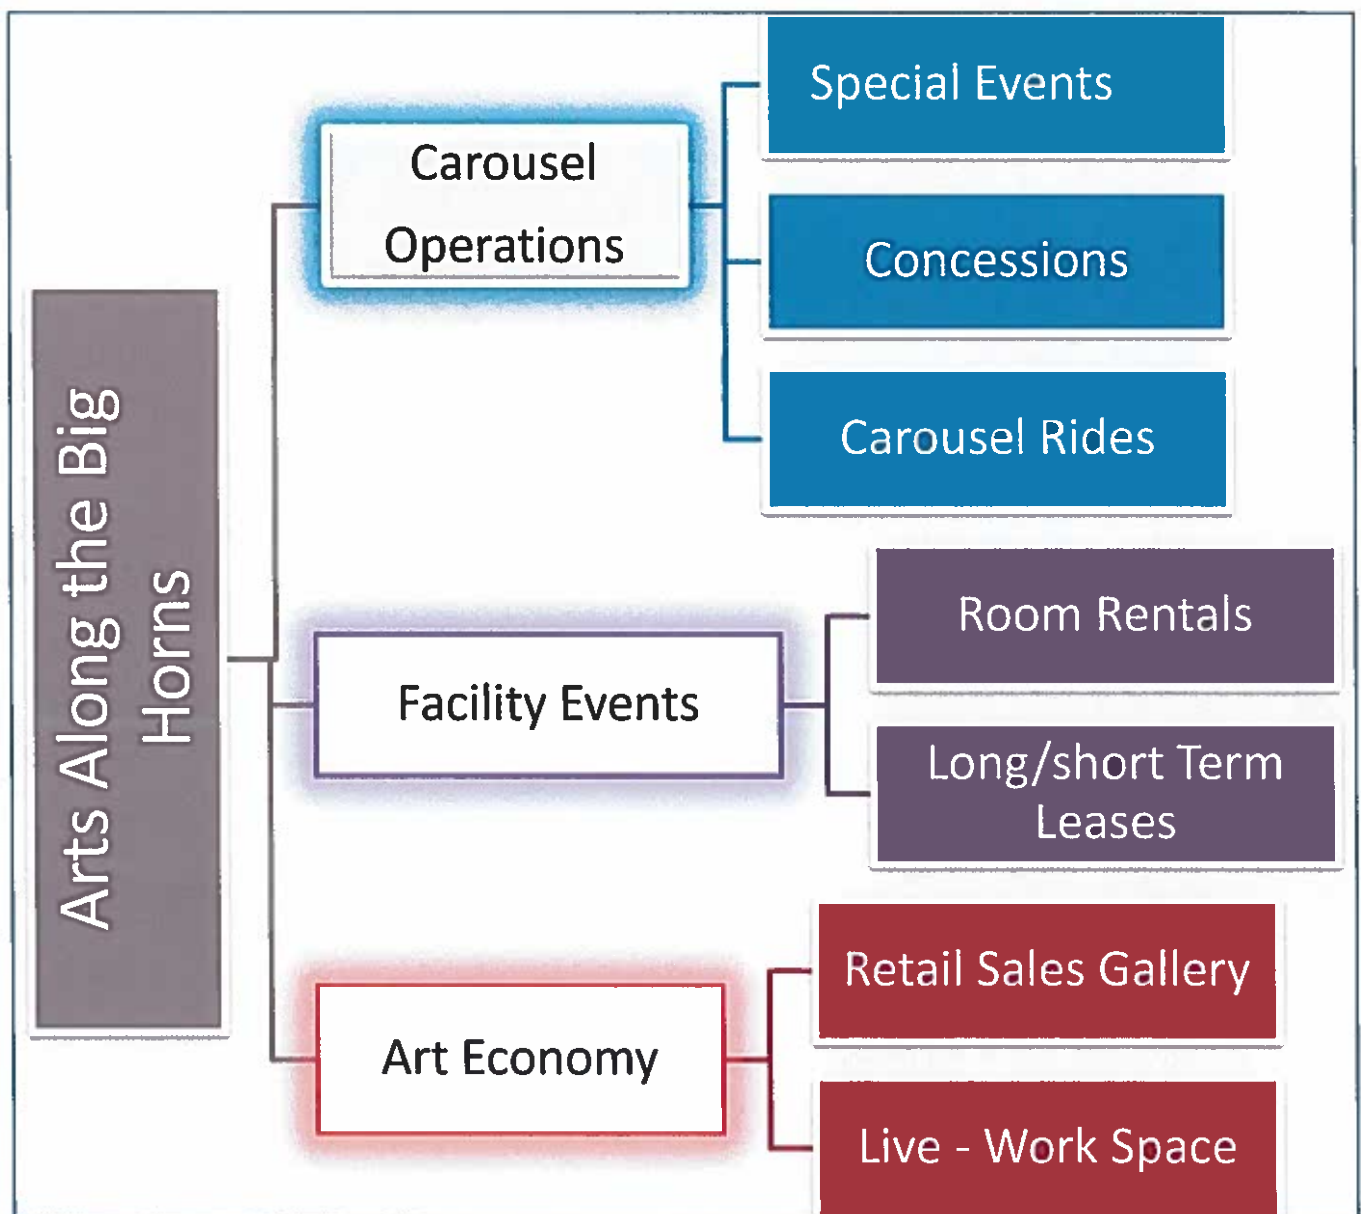 Arts Along the Big
Horns
Carousel
Operations
Special Events
Concessions
Carousel Rides
Facility Events
Room Rentals
Long/short Term
Leases
Art Economy
Retail Sales Gallery
Live - Work Space